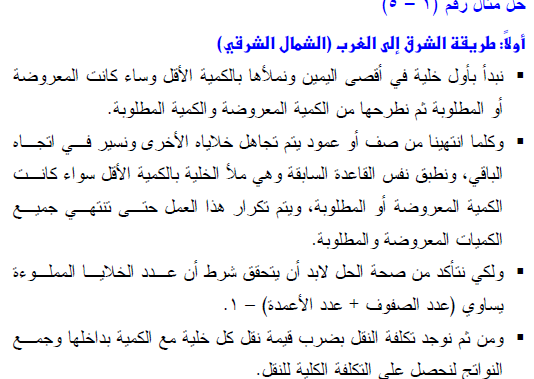 حل مثال رقم (١ – ٥)
أولاً: طريقة الشرق إلى الغرب (الشمال الشرقي)
▪ نبدأ بأول خلية في أقصى اليمين ونملأها بالكمية الأقل وساء كانت المعروضة
أو المطلوبة ثم نطرحها من الكمية المعروضة والكمية المطلوبة.
▪ وكلما انتهينا من صف أو عمود يتم تجاهل خلاياه الأخرى ونسير في اتجاه
الباقي، ونطبق نفس القاعدة السابقة وهي ملأ الخلية بالكمية الأقل سواء كانت
الكمية المعروضة أو المطلوبة، ويتم تكرار هذا العمل حتى تنتهي جميع
الكميات المعروضة والمطلوبة.
▪ ولكي نتأكد من صحة الحل لابد أن يتحقق شرط أن عدد الخلايا المملوءة
يساوي (عدد الصفوف + عدد الأعمدة) – ١.
▪ ومن ثم نوجد تكلفة النقل بضرب قيمة نقل كل خلية مع الكمية بداخلها وجمع
النواتج لنحصل على التكلفة الكلية للنقل.